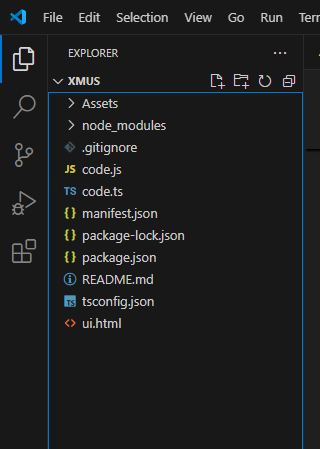 File Edit Selection View Go Run Tern
EXPLORER
XMUS
Assets
node_modules
.gitignore
JS code.js
TS code.ts
{} manifest.json
{} package-lock.json
{} package.json
README.md
TS tsconfig.json
<> ui.html